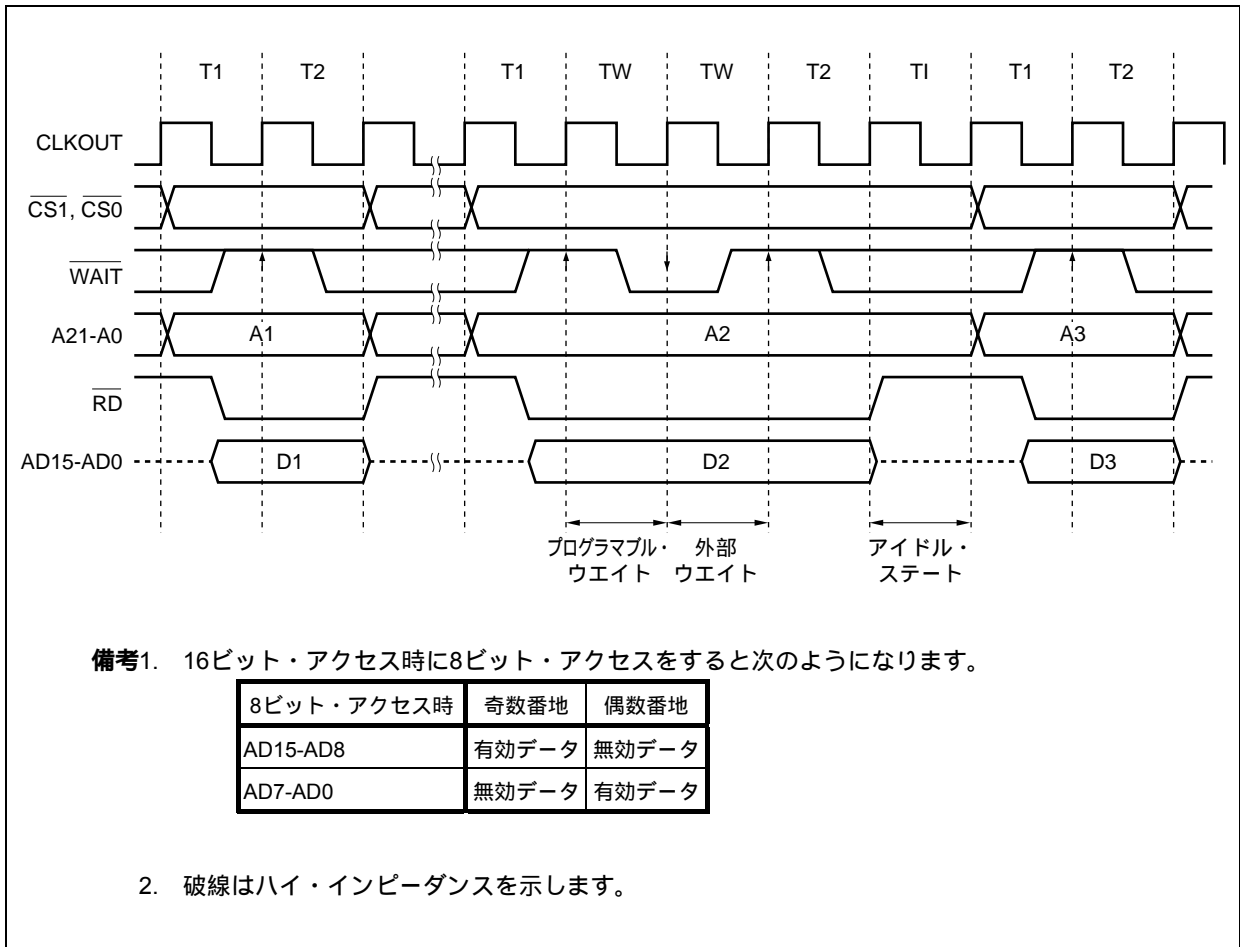 T1 T2 T1 TW TW T2 TI T1 T2
CLKOUT
CS1, CS0
WAIT
A21-A0 A1 A2 A3
RD
AD15-AD0 D1 D2 D3
プログラマブル・ 外部 アイドル・
ウエイト ウエイト ステート
備考1. 16ビット・アクセス時に8ビット・アクセスをすると次のようになります。
8ビット・アクセス時 奇数番地 偶数番地
AD15-AD8 有効データ 無効データ
AD7-AD0 無効データ 有効データ
2. 破線はハイ・インピーダンスを示します。